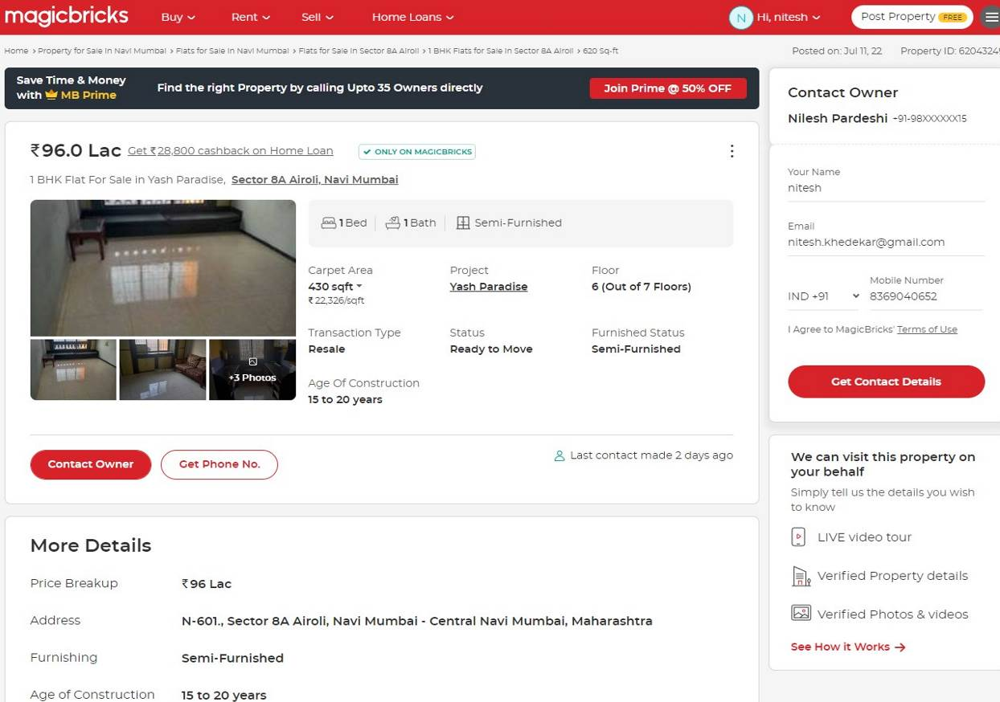 magicbricks
Buy
Rent
Sell
Home Loans
N
Hi, nitesh
Post Property FREE
Home > Property for Sale in Navi Mumbai > Flats for Sale in Navi Mumbai > Flats for Sale in Sector 8A Airoli > 1 BHK Flats for Sale in Sector 8A Airoli > 620 Sq-ft
Posted on: Jul 11, 22 Property ID: 6204324
Save Time & Money
with MB Prime
Find the right Property by calling Upto 35 Owners directly
Join Prime @ 50% OFF
₹96.0 Lac Get ₹28,800 cashback on Home Loan
ONLY ON MAGICBRICKS
1 BHK Flat For Sale in Yash Paradise, Sector 8A Airoli, Navi Mumbai
+3 Photos
1 Bed
1 Bath
Semi-Furnished
Carpet Area
430 sqft
₹22,326/sqft
Project
Yash Paradise
Floor
6 (Out of 7 Floors)
Transaction Type
Resale
Status
Ready to Move
Furnished Status
Semi-Furnished
Age Of Construction
15 to 20 years
Contact Owner
Get Phone No.
Last contact made 2 days ago
More Details
Price Breakup ₹96 Lac
Address N-601., Sector 8A Airoli, Navi Mumbai - Central Navi Mumbai, Maharashtra
Furnishing Semi-Furnished
Age of Construction 15 to 20 years
Contact Owner
Nilesh Pardeshi +91-98XXXXXX15
Your Name
nitesh
Email
nitesh.khedekar@gmail.com
IND +91
Mobile Number
8369040652
I Agree to MagicBricks' Terms of Use
Get Contact Details
We can visit this property on
your behalf
Simply tell us the details you wish
to know
LIVE video tour
Verified Property details
Verified Photos & videos
See How it Works